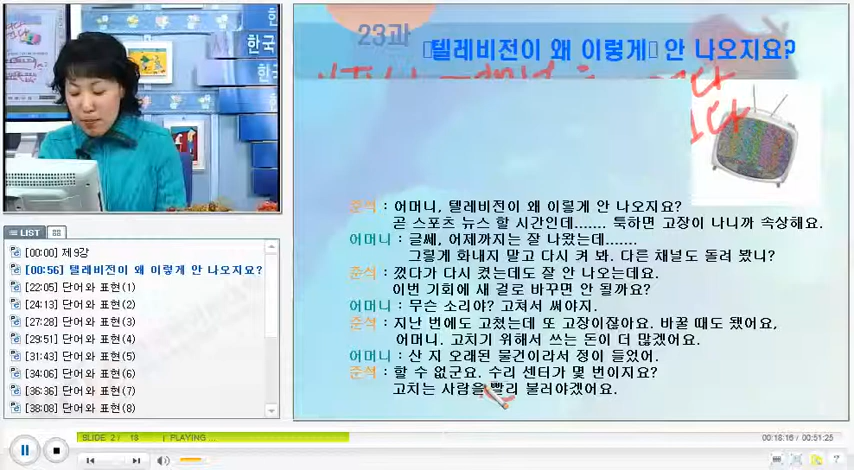 23과
텔레비전이 왜 이렇게 안 나오지요?
준석 : 어머니, 텔레비전이 왜 이렇게 안 나오지요?
곧 스포츠 뉴스 할 시간인데....... 툭하면 고장이 나니까 속상해요.
어머니 : 글쎄, 어제까지는 잘 나왔는데.......
그렇게 화내지 말고 다시 켜 봐. 다른 채널도 돌려 봤니?
준석 : 껐다가 다시 켰는데도 잘 안 나오는데요.
이번 기회에 새 걸로 바꾸면 안 될까요?
어머니 : 무슨 소리야? 고쳐서 써야지.
준석 : 지난 번에도 고쳤는데 또 고장이잖아요. 바꿀 때도 됐어요,
어머니. 고치기 위해서 쓰는 돈이 더 많겠어요.
어머니 : 산 지 오래된 물건이라서 정이 들었어.
준석 : 할 수 없군요. 수리 센터가 몇 번이지요?
고치는 사람을 빨리 불러야겠어요.
한국
한
LIST
[00:00] 제9강
[00:56] 텔레비전이 왜 이렇게 안 나오지요?
[22:05] 단어와 표현(1)
[24:13] 단어와 표현(2)
[27:28] 단어와 표현(3)
[29:51] 단어와 표현(4)
[31:43] 단어와 표현(5)
[34:06] 단어와 표현(6)
[36:36] 단어와 표현(7)
[38:08] 단어와 표현(8)
SLIDE 2 / 18 | PLAYING ...
00:18:16 / 00:51:25